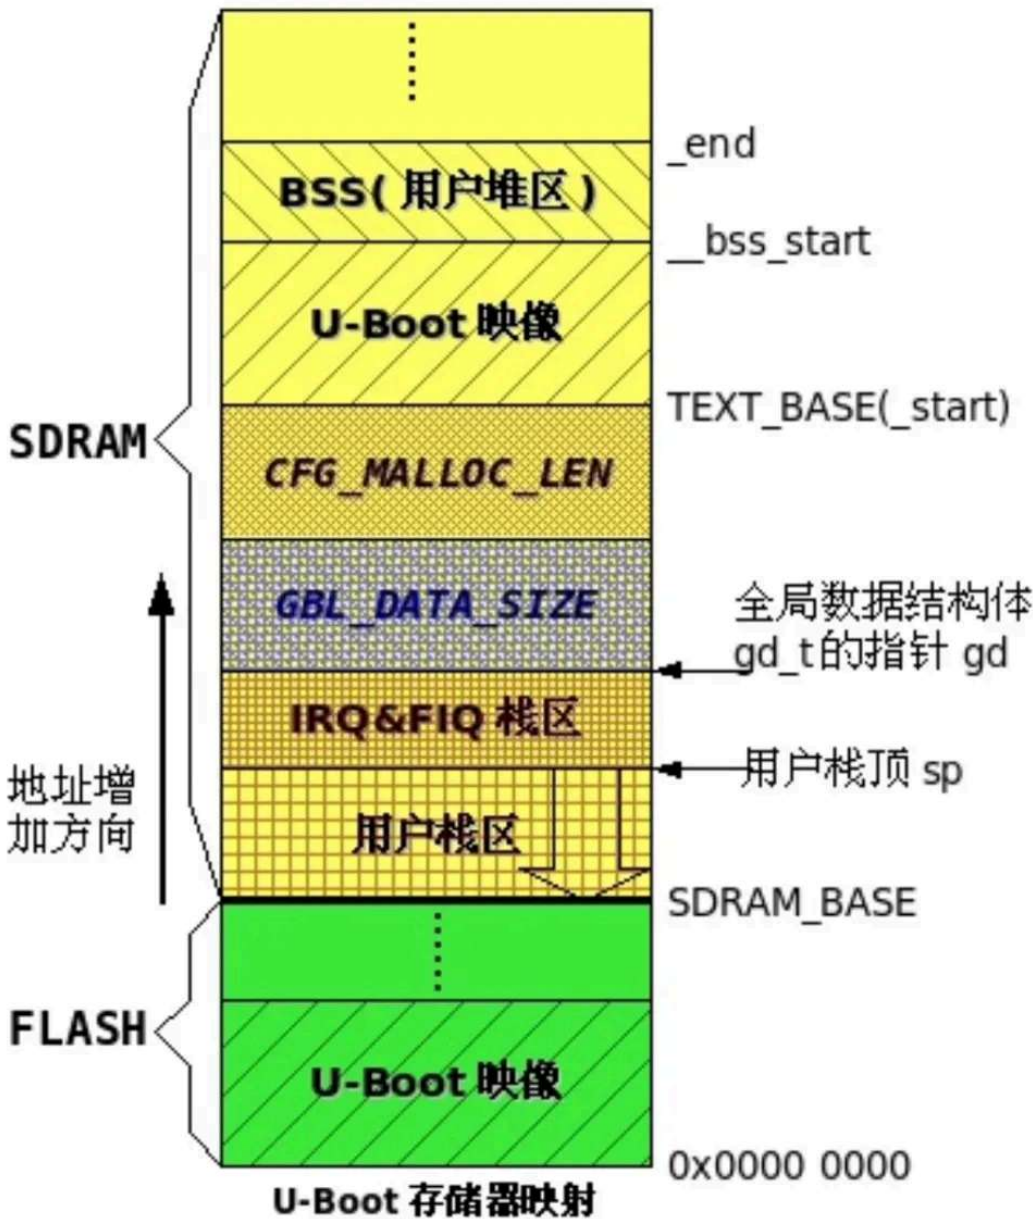 _end
BSS( 用户堆区 )
__bss_start
U-Boot 映像
TEXT_BASE(_start)
SDRAM
CFG_MALLOC_LEN
GBL_DATA_SIZE
全局数据结构体
gd_t的指针 gd
IRQ&FIQ 栈区
用户栈顶 sp
地址增
加方向
用户栈区
SDRAM_BASE
FLASH
U-Boot 映像
0x0000 0000
U-Boot 存储器映射